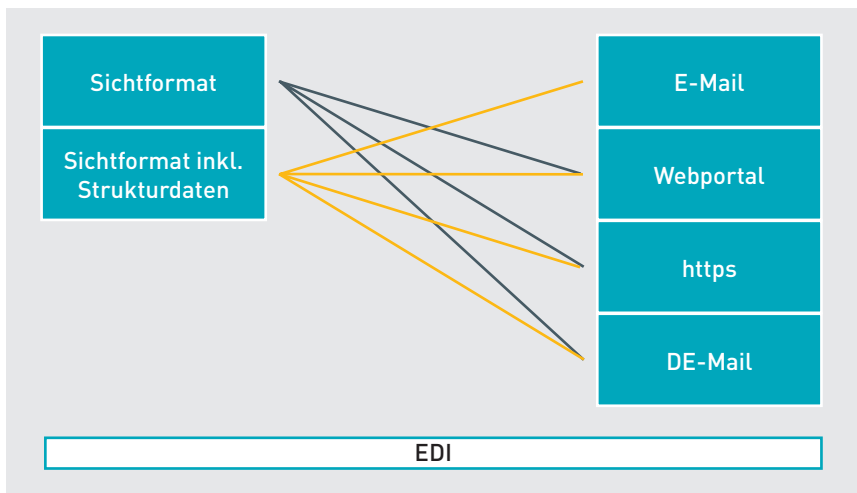 Sichtformat
Sichtformat inkl.
Strukturdaten
E-Mail
Webportal
https
DE-Mail
EDI